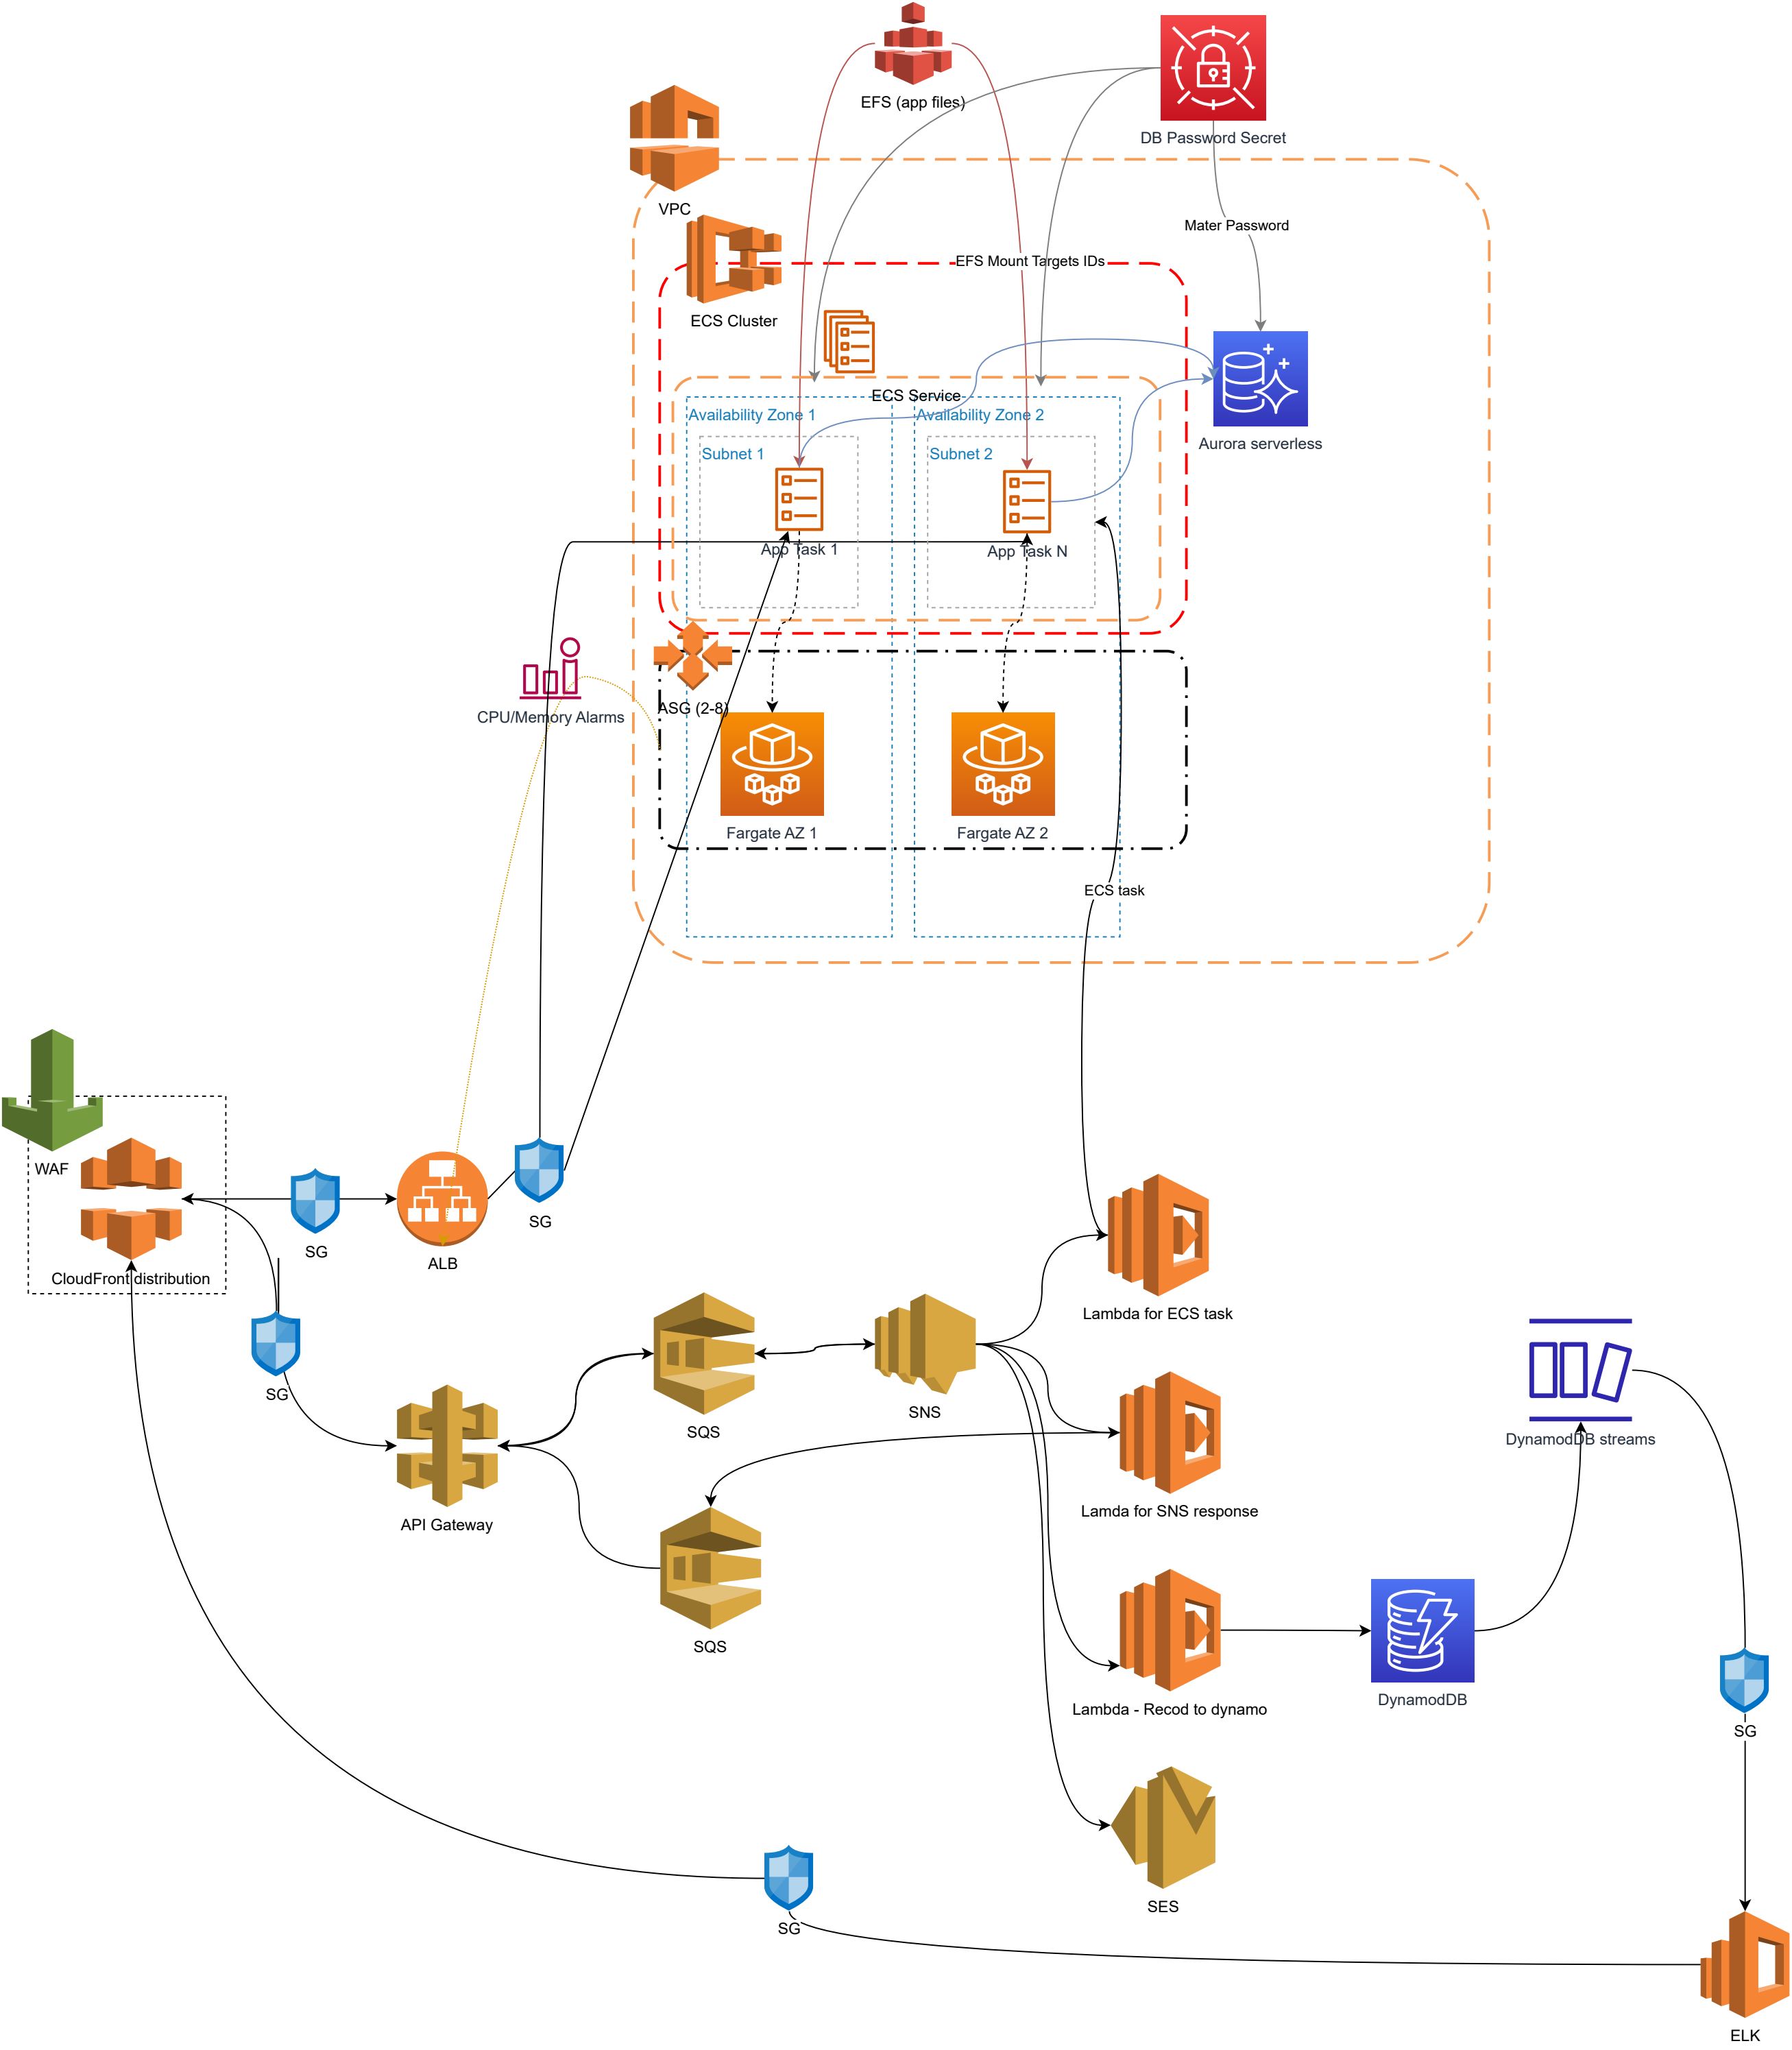 EFS (app files)
DB Password Secret
VPC
Mater Password
EFS Mount Targets IDs
ECS Cluster
ECS Service
Availability Zone 1
Availability Zone 2
Aurora serverless
Subnet 1
Subnet 2
App Task 1
App Task N
ASG (2-8)
CPU/Memory Alarms
Fargate AZ 1
Fargate AZ 2
ECS task
WAF
SG
SG
ALB
CloudFront distribution
Lambda for ECS task
SG
SNS
SQS
DynamodDB streams
Lamda for SNS response
API Gateway
SQS
DynamodDB
Lambda - Recod to dynamo
SG
SES
SG
ELK